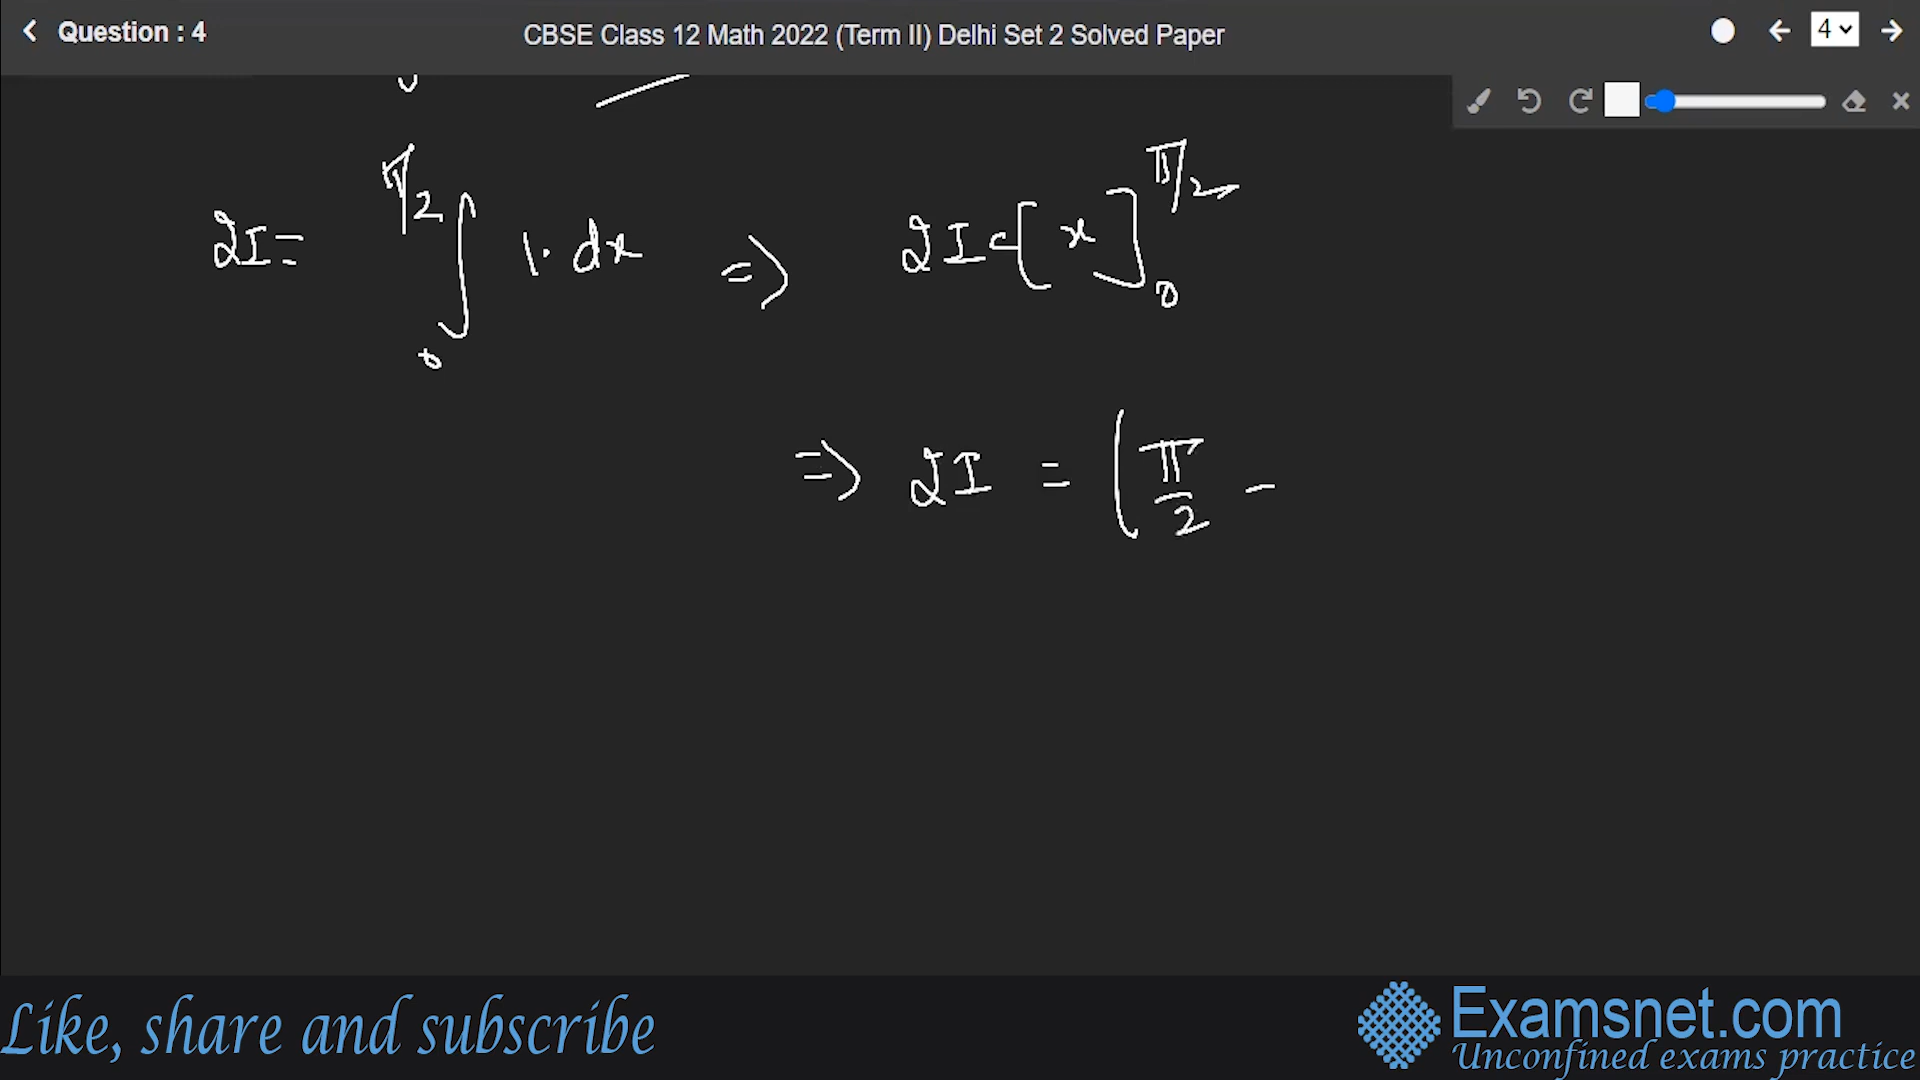 Question : 4
CBSE Class 12 Math 2022 (Term II) Delhi Set 2 Solved Paper
4
2I = ∫₀^{π/2} 1. dx => 2I = [x]₀^{π/2}
=> 2I = (π/2 -
Like, share and subscribe
Examsnet.com
Unconfined exams practice